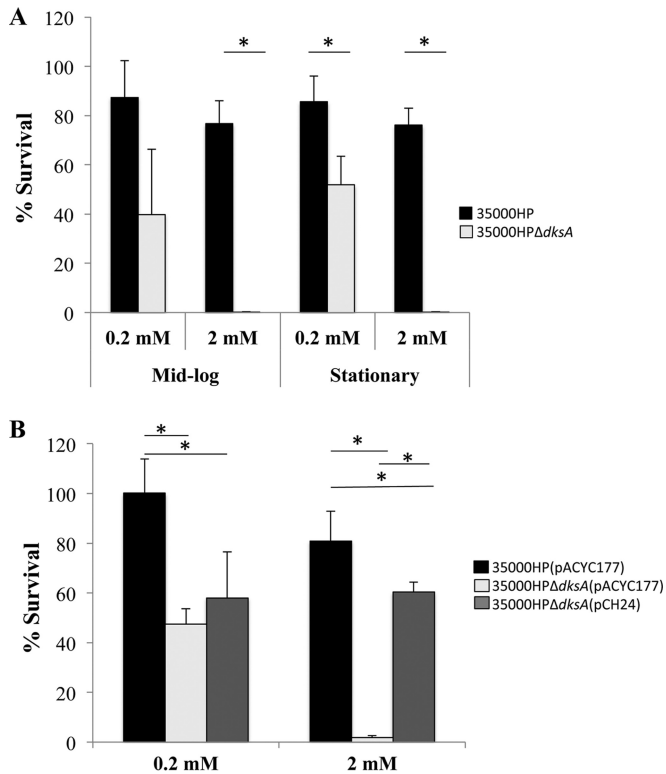 A
120
100
80
60
40
20
0
% Survival
* * *
35000HP
35000HPΔdksA
0.2 mM 2 mM 0.2 mM 2 mM
Mid-log Stationary
B
120
100
80
60
40
20
0
% Survival
*
*
*
*
*
35000HP(pACYC177)
35000HPΔdksA(pACYC177)
35000HPΔdksA(pCH24)
0.2 mM 2 mM